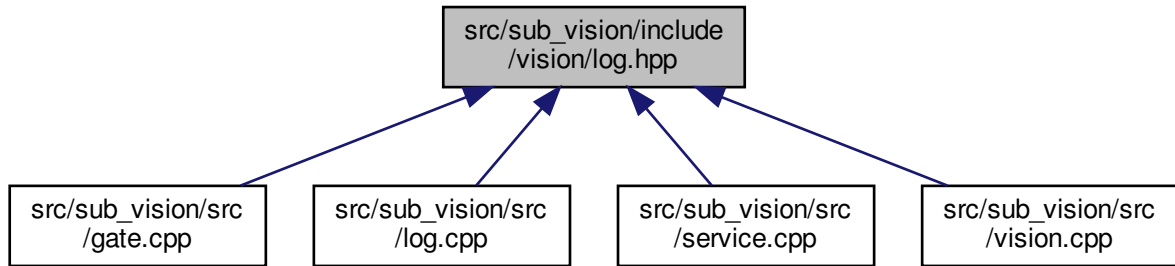 src/sub_vision/include
/vision/log.hpp
src/sub_vision/src
/gate.cpp
src/sub_vision/src
/log.cpp
src/sub_vision/src
/service.cpp
src/sub_vision/src
/vision.cpp